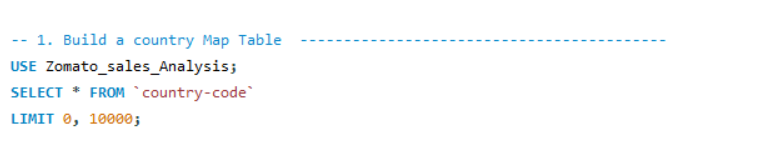 -- 1. Build a country Map Table  ------------------------------------------
USE Zomato_sales_Analysis;
SELECT * FROM `country-code`
LIMIT 0, 10000;